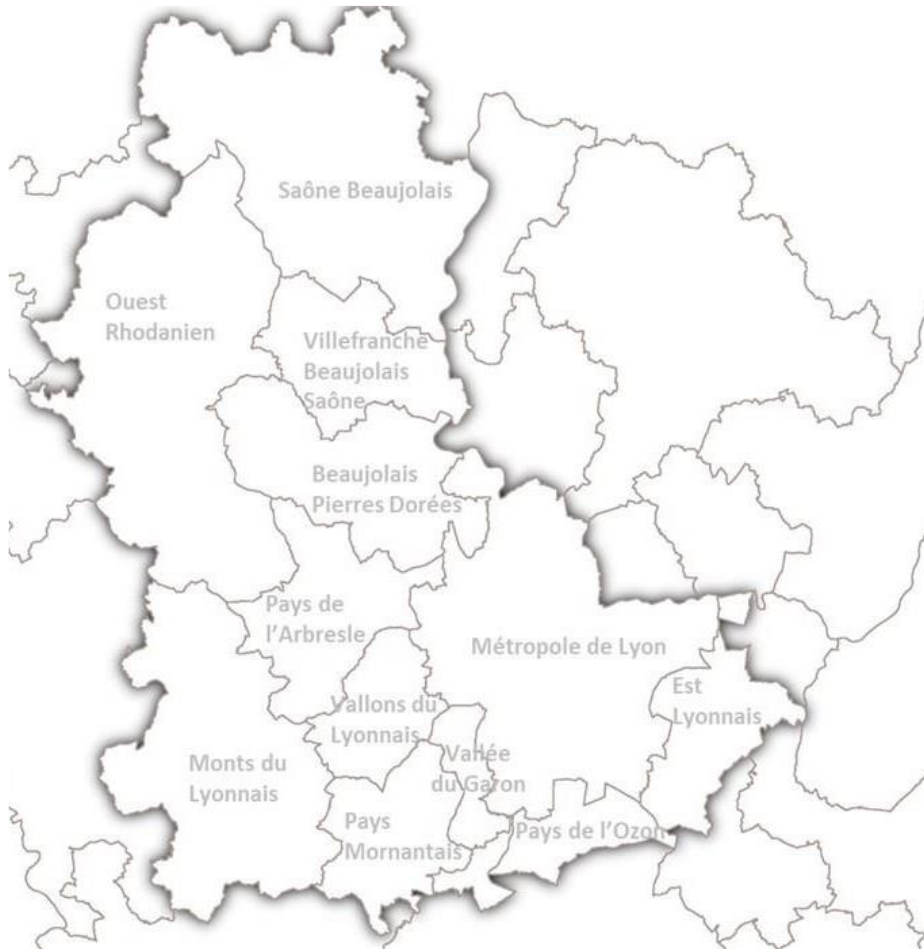 Saône Beaujolais
Ouest
Rhodanien
Villefranche
Beaujolais
Saône
Beaujolais
Pierres Dorées
Pays de
l’Arbresle
Métropole de Lyon
Est
Lyonnais
Vallons du
Lyonnais
Vallée
du Garon
Monts du
Lyonnais
Pays
Mornantais
Pays de l’Ozon